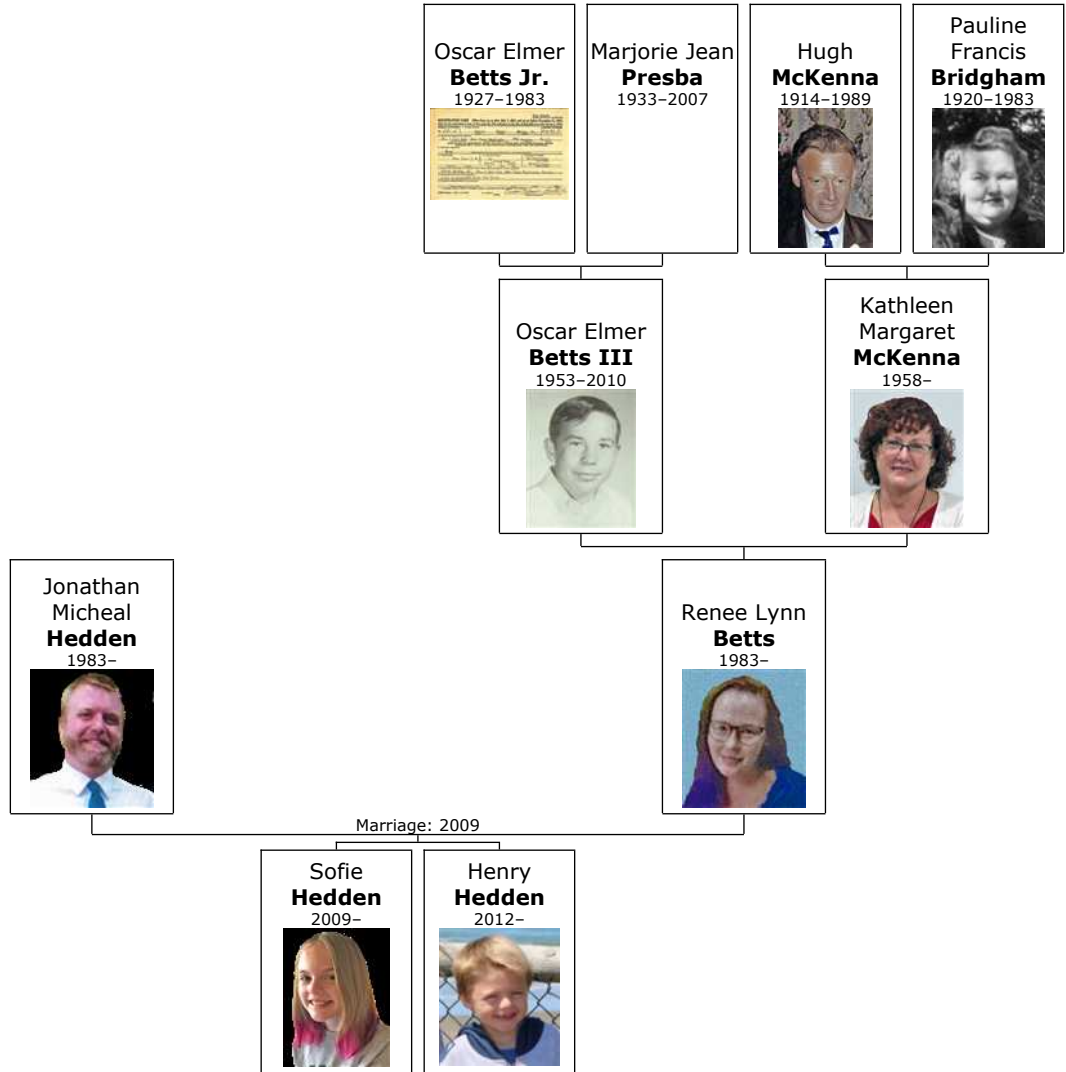 Oscar Elmer
Betts Jr.
1927–1983
Marjorie Jean
Presba
1933–2007
Hugh
McKenna
1914–1989
Pauline
Francis
Bridgham
1920–1983
Oscar Elmer
Betts III
1953–2010
Kathleen
Margaret
McKenna
1958–
Jonathan
Micheal
Hedden
1983–
Renee Lynn
Betts
1983–
Marriage: 2009
Sofie
Hedden
2009–
Henry
Hedden
2012–